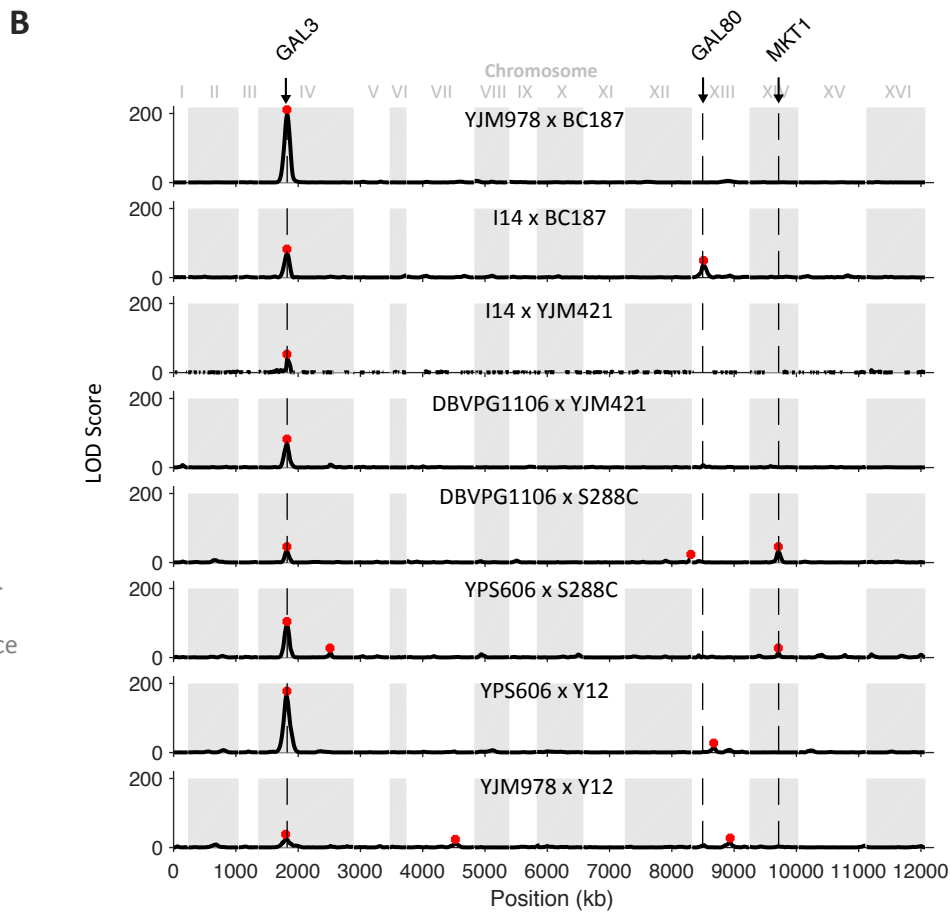 B
GAL3
GAL80
MKT1
Chromosome
I II III IV V VI VII VIII IX X XI XII XIII XIV XV XVI
YJM978 x BC187
200
0
I14 x BC187
200
0
I14 x YJM421
200
0
DBVPG1106 x YJM421
200
0
DBVPG1106 x S288C
200
0
YPS606 x S288C
200
0
YPS606 x Y12
200
0
YJM978 x Y12
200
0
LOD Score
ce
0 1000 2000 3000 4000 5000 6000 7000 8000 9000 10000 11000 12000
Position (kb)